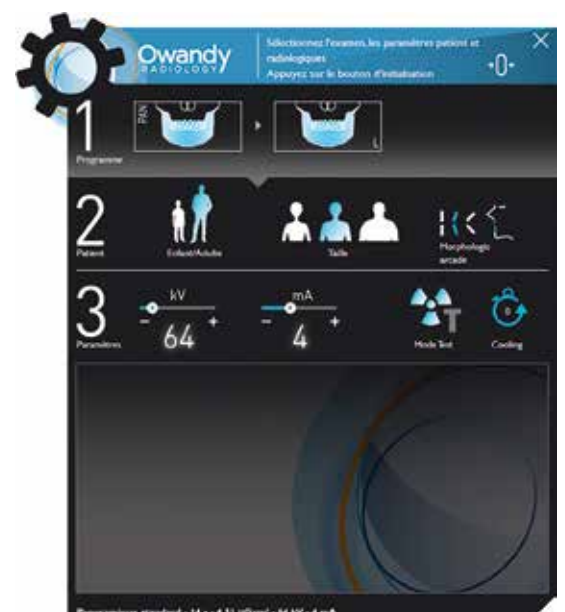 Owandy
RADIOLOGY
Sélectionnez l'examen, les paramètres patient et
radiologiques
Appuyez sur le bouton d'initialisation
1
Programme
PAN
L
2
Patient
Enfant/Adulte
Taille
Morphologie
arcade
3
Paramètres
kV
- +
64
mA
- +
4
T
Mode Test
Cooling